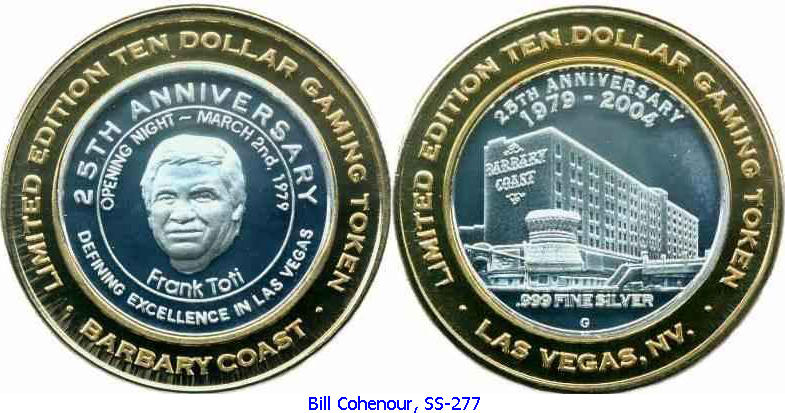 LIMITED EDITION TEN DOLLAR GAMING TOKEN
• BARBARY COAST •
25TH ANNIVERSARY
OPENING NIGHT ~ MARCH 2nd, 1979
Frank Toti
DEFINING EXCELLENCE IN LAS VEGAS
LIMITED EDITION TEN DOLLAR GAMING TOKEN
• LAS VEGAS, NV. •
25TH ANNIVERSARY
1979 - 2004
BARBARY
COAST
.999 FINE SILVER
G
Bill Cohenour, SS-277